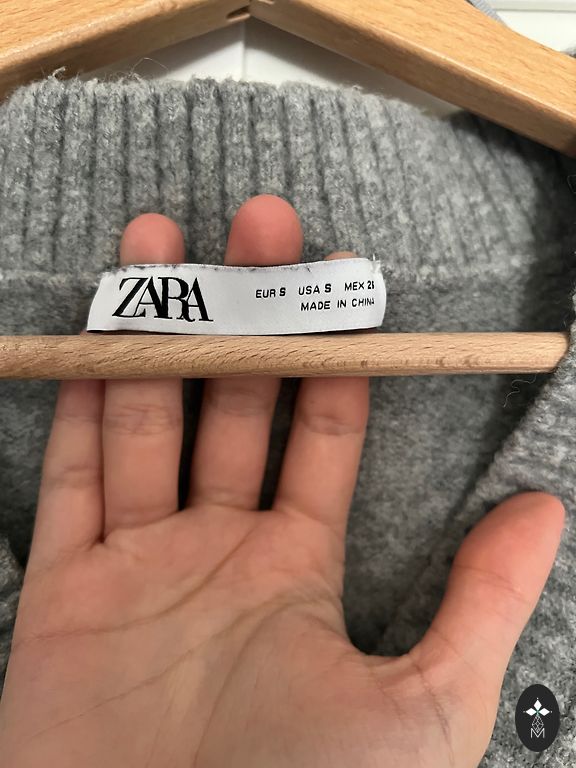 ZARA
EUR S USA S MEX 26
MADE IN CHINA
M